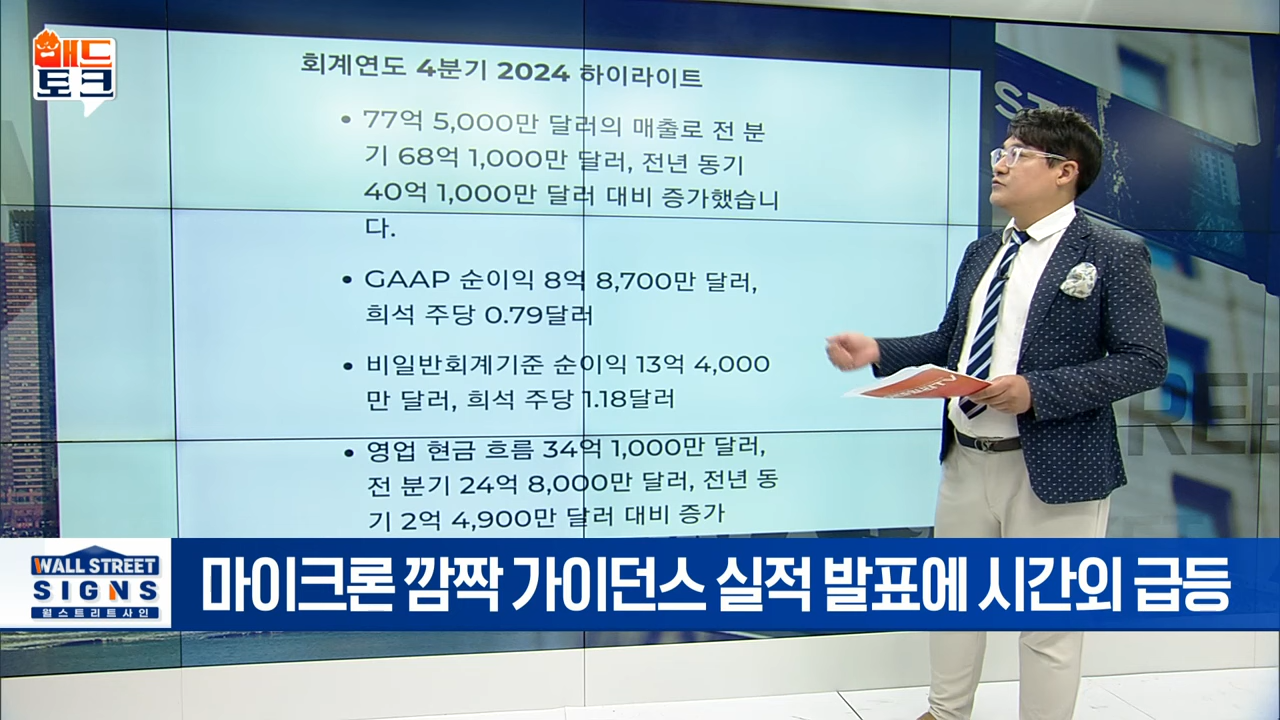 매드
토크
회계연도 4분기 2024 하이라이트
• 77억 5,000만 달러의 매출로 전 분
기 68억 1,000만 달러, 전년 동기
40억 1,000만 달러 대비 증가했습니
다.
• GAAP 순이익 8억 8,700만 달러,
희석 주당 0.79달러
• 비일반회계기준 순이익 13억 4,000
만 달러, 희석 주당 1.18달러
• 영업 현금 흐름 34억 1,000만 달러,
전 분기 24억 8,000만 달러, 전년 동
기 2억 4,900만 달러 대비 증가
ST
REE
WALL STREET
SIGNS
월스트리트사인
마이크론 깜짝 가이던스 실적 발표에 시간외 급등